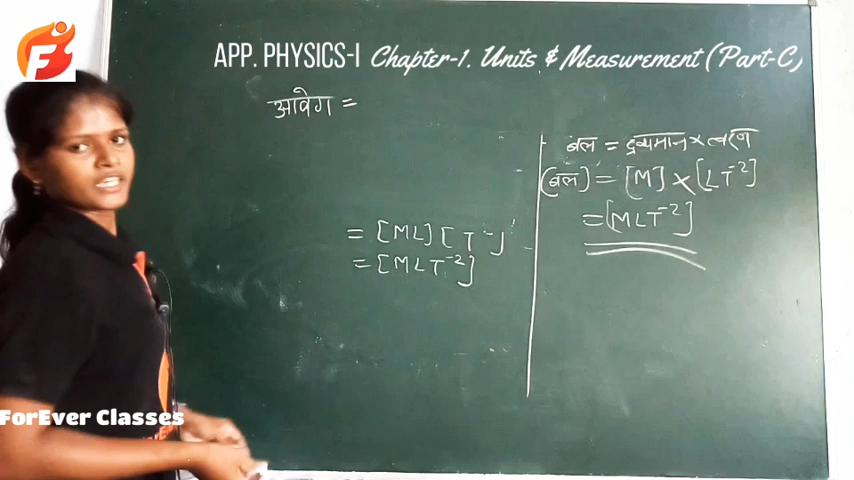 APP. PHYSICS-I Chapter-1. Units & Measurement (Part-C)
आवेग =
= [ML] [T⁻]
= [MLT⁻²]
बल = द्रव्यमान × त्वरण
(बल) = [M] × [LT⁻²]
= [MLT⁻²]
ForEver Classes